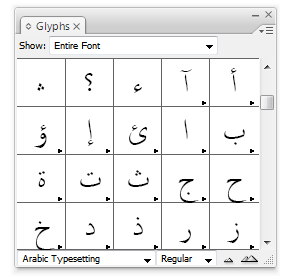 Glyphs
Show: Entire Font
؞ ؟ ء آ أ
ؤ إ ئ ا ب
ة ت ث ج ح
خ د ذ ر ز
Arabic Typesetting Regular